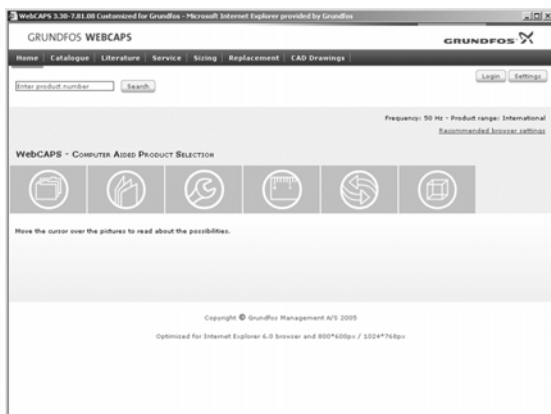 WebCAPS 3.30-7.81.08 Customized for Grundfos - Microsoft Internet Explorer provided by Grundfos
GRUNDFOS WEBCAPS
GRUNDFOS
Home Catalogue Literature Service Sizing Replacement CAD Drawings
Login Settings
Enter product number Search
Frequency: 50 Hz - Product range: International
Recommended browser settings
WebCAPS - Computer Aided Product Selection
Move the cursor over the pictures to read about the possibilities.
Copyright © Grundfos Management A/S 2005
Optimized for Internet Explorer 6.0 browser and 800*600px / 1024*768px